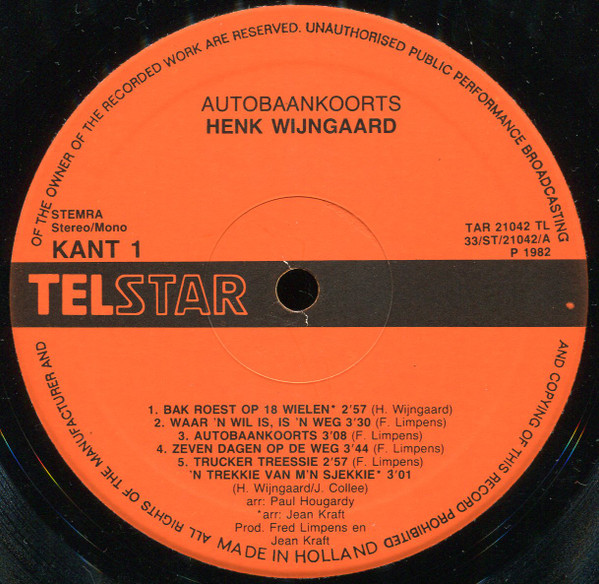 OF THE OWNER OF THE RECORDED WORK ARE RESERVED. UNAUTHORISED PUBLIC PERFORMANCE BROADCASTING
AND COPYING OF THIS RECORD PROHIBITED
ALL RIGHTS OF THE MANUFACTURER AND
AUTOBAANKOORTS
HENK WIJNGAARD
STEMRA
Stereo/Mono
KANT 1
TAR 21042 TL
33/ST/21042/A
P 1982
TELSTAR
1. BAK ROEST OP 18 WIELEN* 2'57 (H. Wijngaard)
2. WAAR 'N WIL IS, IS 'N WEG 3'30 (F. Limpens)
3. AUTOBAANKOORTS 3'08 (F. Limpens)
4. ZEVEN DAGEN OP DE WEG 3'44 (F. Limpens)
5. TRUCKER TREESSIE 2'57 (F. Limpens)
'N TREKKIE VAN M'N SJEKKIE* 3'01
(H. Wijngaard/J. Collee)
arr: Paul Hougardy
*arr: Jean Kraft
Prod. Fred Limpens en
Jean Kraft
MADE IN HOLLAND